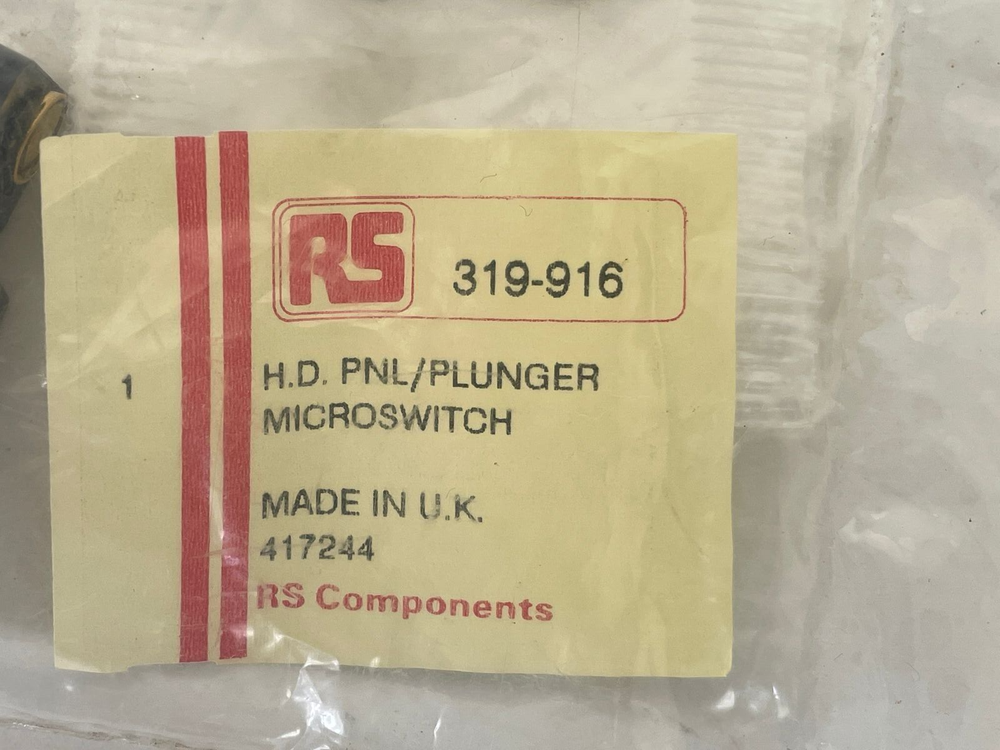 RS 319-916
1
H.D. PNL/PLUNGER
MICROSWITCH
MADE IN U.K.
417244
RS Components